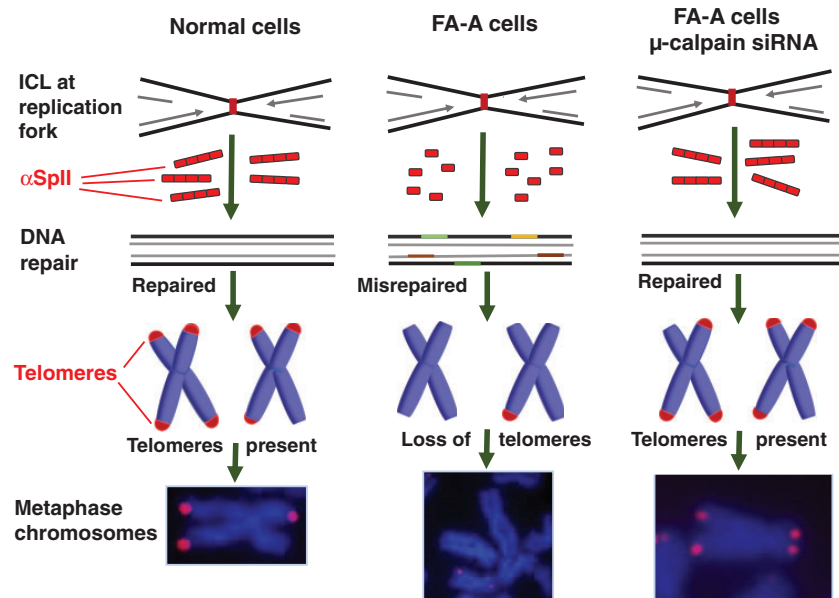 Normal cells
FA-A cells
FA-A cells
μ-calpain siRNA
ICL at
replication
fork
αSpII
DNA
repair
Repaired
Misrepaired
Repaired
Telomeres
Telomeres present
Loss of telomeres
Telomeres present
Metaphase
chromosomes